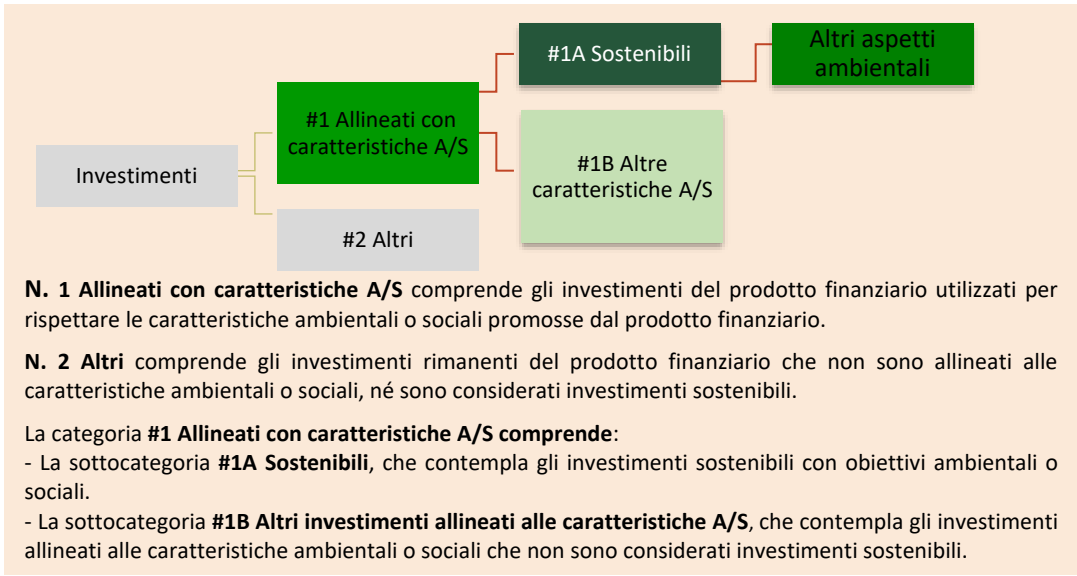 #1A Sostenibili
Altri aspetti
ambientali
#1 Allineati con
caratteristiche A/S
#1B Altre
caratteristiche A/S
Investimenti
#2 Altri
N. 1 Allineati con caratteristiche A/S comprende gli investimenti del prodotto finanziario utilizzati per
rispettare le caratteristiche ambientali o sociali promosse dal prodotto finanziario.
N. 2 Altri comprende gli investimenti rimanenti del prodotto finanziario che non sono allineati alle
caratteristiche ambientali o sociali, né sono considerati investimenti sostenibili.
La categoria #1 Allineati con caratteristiche A/S comprende:
- La sottocategoria #1A Sostenibili, che contempla gli investimenti sostenibili con obiettivi ambientali o
sociali.
- La sottocategoria #1B Altri investimenti allineati alle caratteristiche A/S, che contempla gli investimenti
allineati alle caratteristiche ambientali o sociali che non sono considerati investimenti sostenibili.